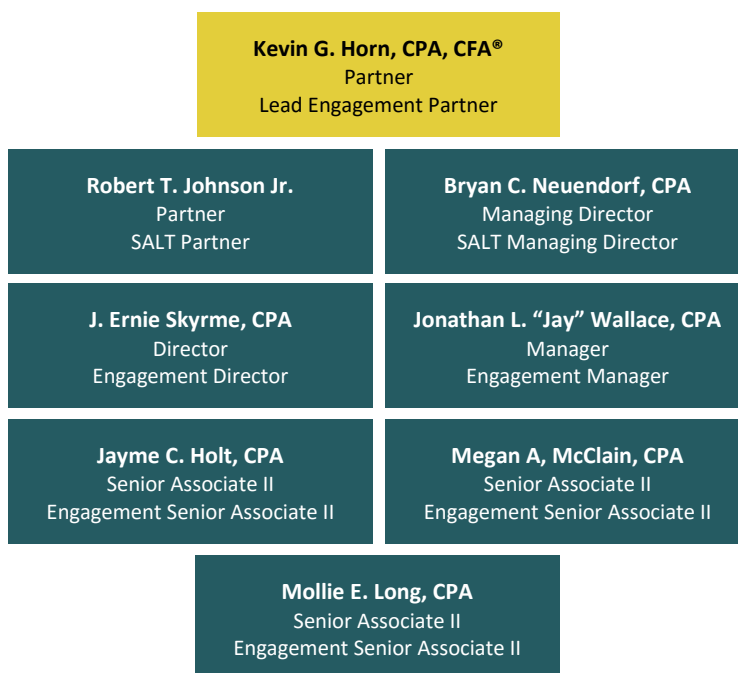 Kevin G. Horn, CPA, CFA®
Partner
Lead Engagement Partner
Robert T. Johnson Jr.
Partner
SALT Partner
Bryan C. Neuendorf, CPA
Managing Director
SALT Managing Director
J. Ernie Skyrme, CPA
Director
Engagement Director
Jonathan L. “Jay” Wallace, CPA
Manager
Engagement Manager
Jayme C. Holt, CPA
Senior Associate II
Engagement Senior Associate II
Megan A, McClain, CPA
Senior Associate II
Engagement Senior Associate II
Mollie E. Long, CPA
Senior Associate II
Engagement Senior Associate II